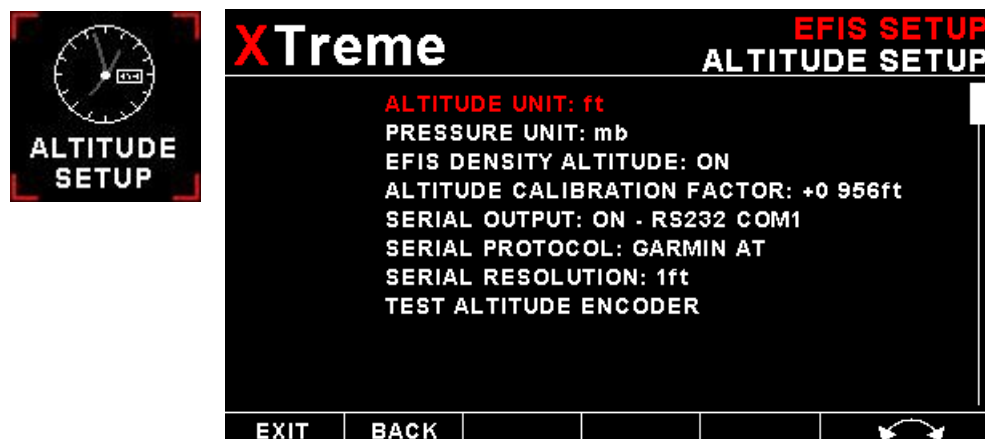 ALTITUDE
SETUP
XTreme
EFIS SETUP
ALTITUDE SETUP
ALTITUDE UNIT: ft
PRESSURE UNIT: mb
EFIS DENSITY ALTITUDE: ON
ALTITUDE CALIBRATION FACTOR: +0 956ft
SERIAL OUTPUT: ON - RS232 COM1
SERIAL PROTOCOL: GARMIN AT
SERIAL RESOLUTION: 1ft
TEST ALTITUDE ENCODER
EXIT BACK